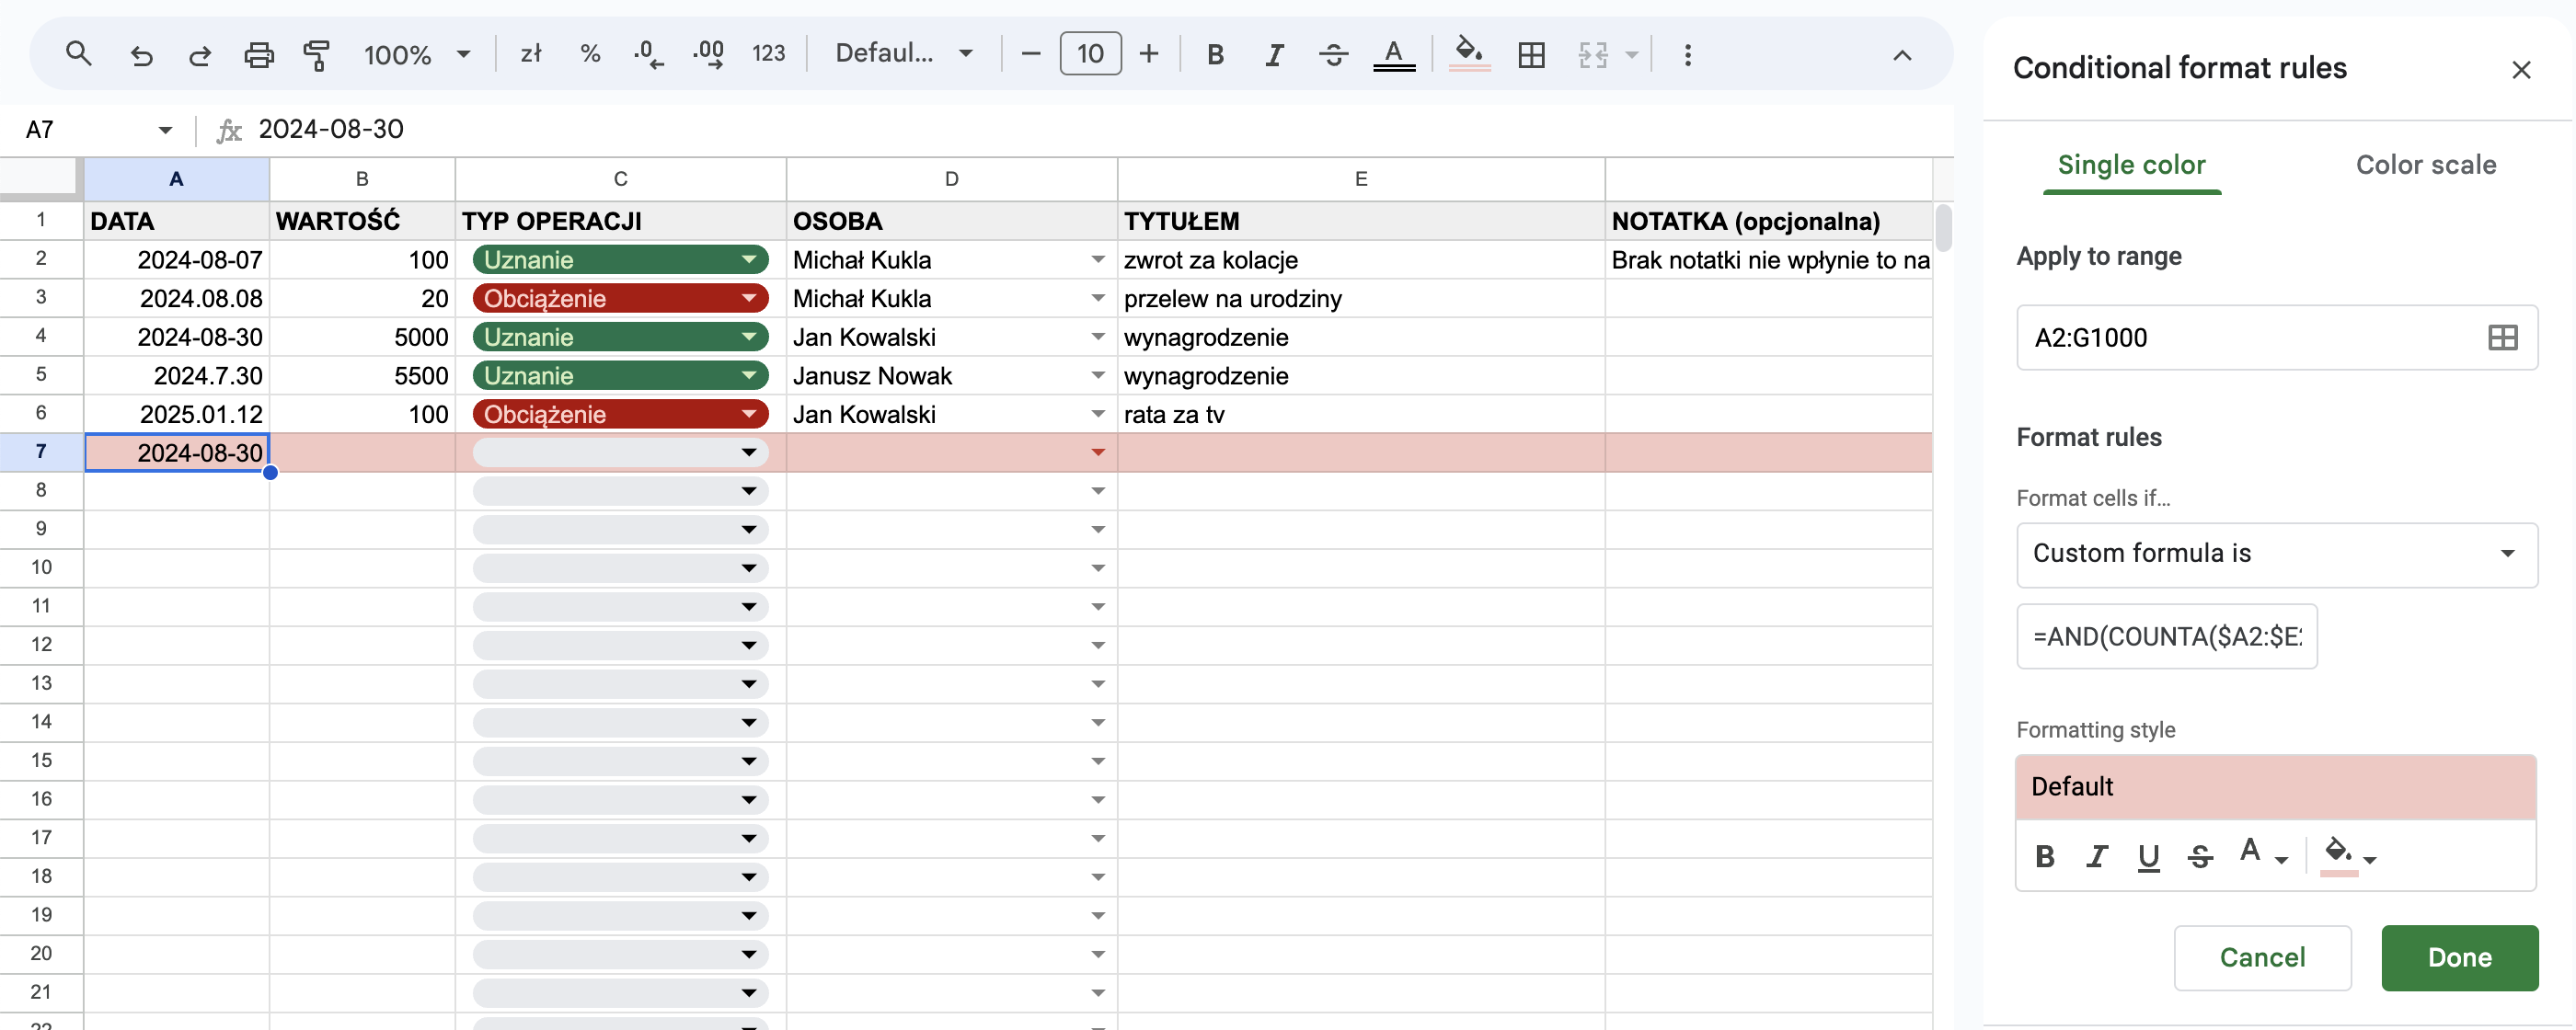 100% zł % .0 .00 123 Defaul... 10 B I S A
A7 fx 2024-08-30
A B C D E
1 DATA WARTOŚĆ TYP OPERACJI OSOBA TYTUŁEM NOTATKA (opcjonalna)
2 2024-08-07 100 Uznanie Michał Kukla zwrot za kolacje Brak notatki nie wpłynie to na
3 2024.08.08 20 Obciążenie Michał Kukla przelew na urodziny
4 2024-08-30 5000 Uznanie Jan Kowalski wynagrodzenie
5 2024.7.30 5500 Uznanie Janusz Nowak wynagrodzenie
6 2025.01.12 100 Obciążenie Jan Kowalski rata za tv
7 2024-08-30
8
9
10
11
12
13
14
15
16
17
18
19
20
21
22
Conditional format rules
Single color Color scale
Apply to range
A2:G1000
Format rules
Format cells if...
Custom formula is
=AND(COUNTA($A2:$E
Formatting style
Default
B I U S A
Cancel Done